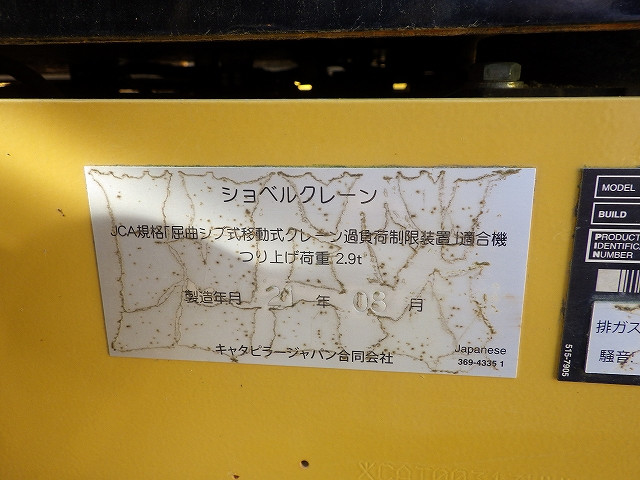 ショベルクレーン
JCA規格「屈曲ジブ式移動式クレーン過負荷制限装置」適合機
つり上げ荷重 2.9t
製造年月 21 年 03 月
キャタピラージャパン合同会社
Japanese
369-4335 1
MODEL
BUILD
PRODUCT
IDENTIFICA
NUMBER
排ガス
騒音
515-7905